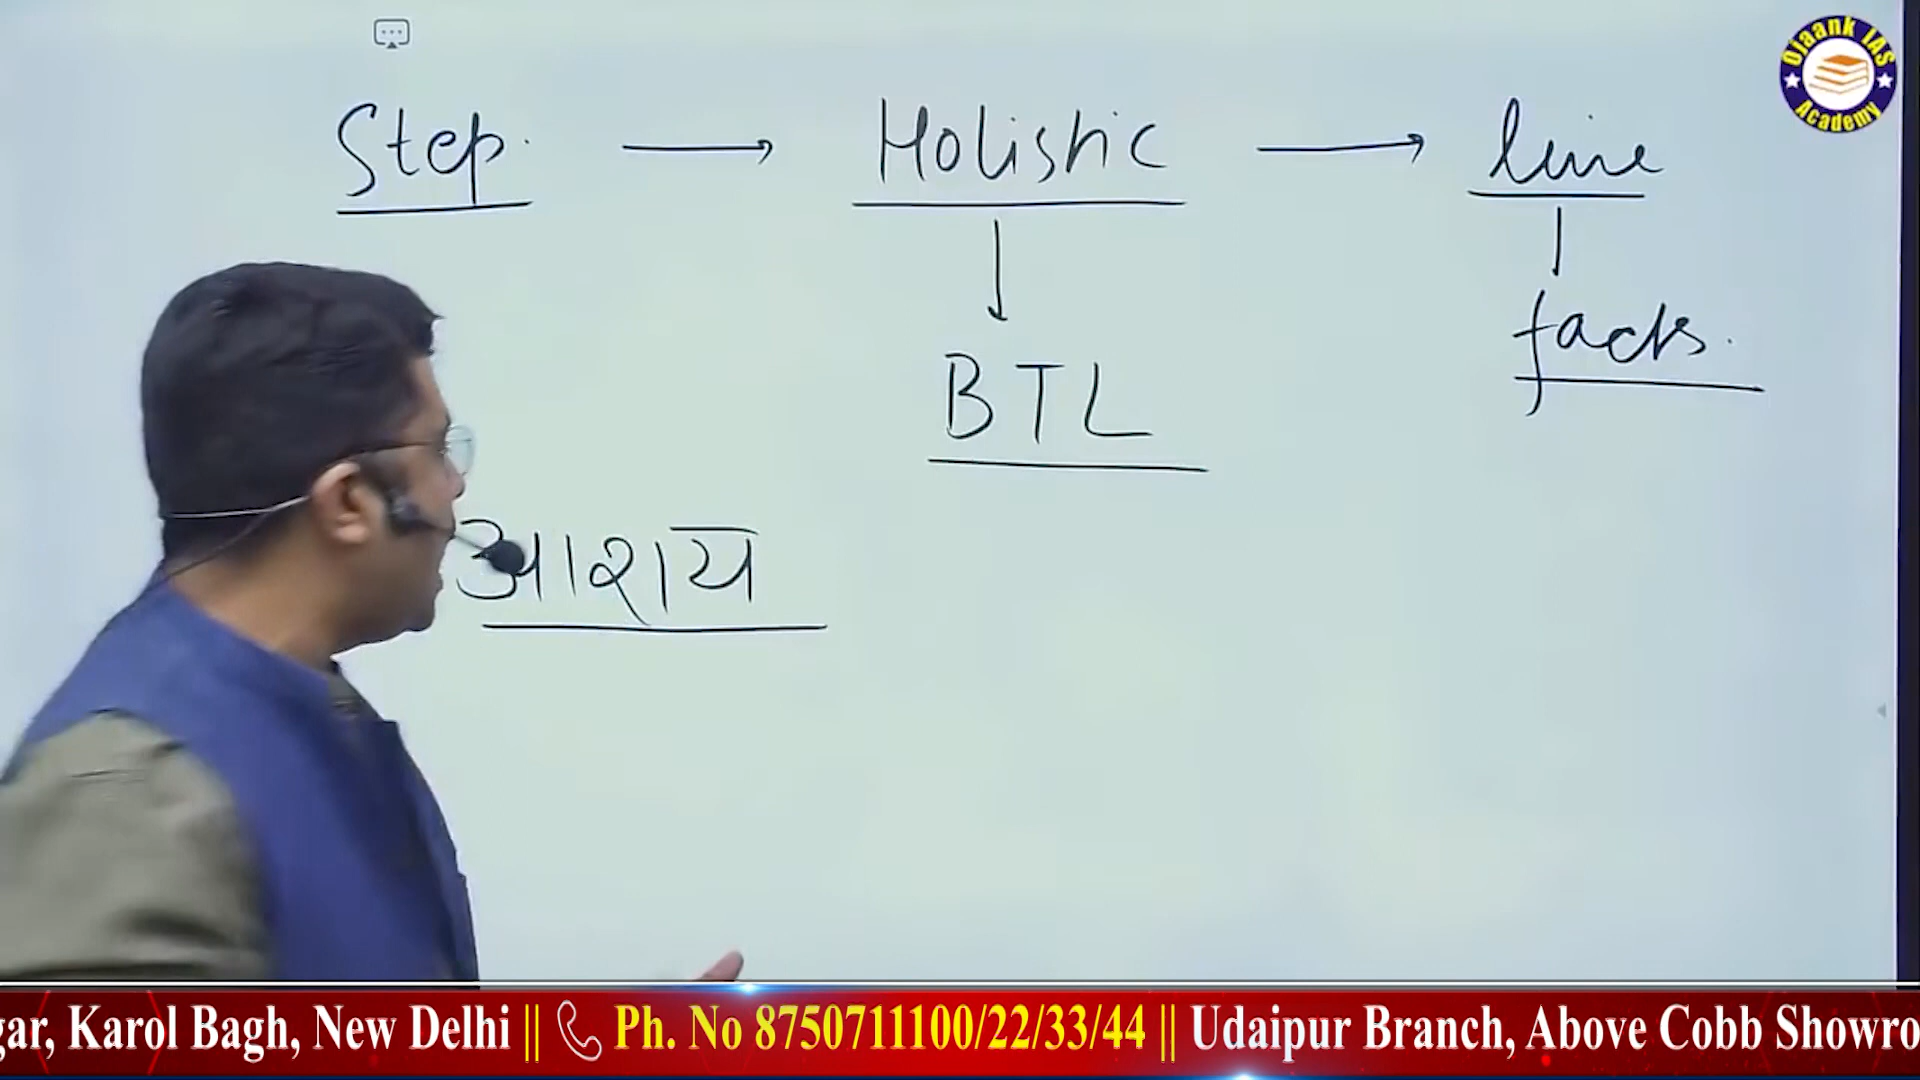 Step. → Holistic → line
BTL
facts.
आशय
Ojaank IAS
Academy
gar, Karol Bagh, New Delhi || Ph. No 8750711100/22/33/44 || Udaipur Branch, Above Cobb Showro